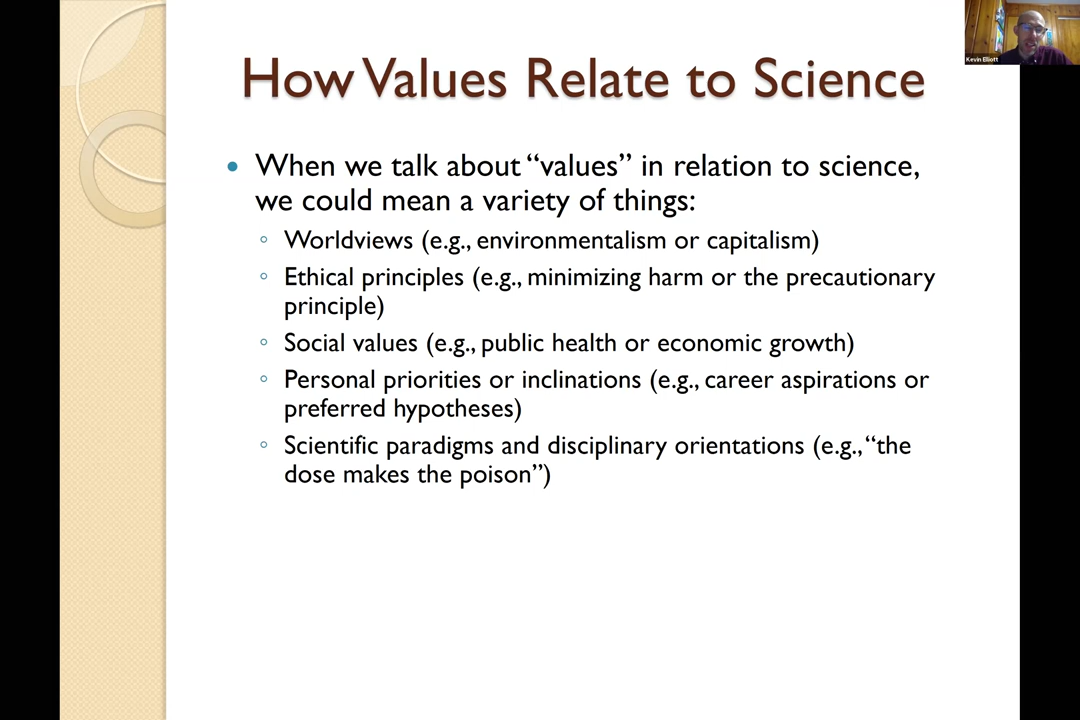 How Values Relate to Science
Kevin Elliott
• When we talk about “values” in relation to science,
we could mean a variety of things:
◦ Worldviews (e.g., environmentalism or capitalism)
◦ Ethical principles (e.g., minimizing harm or the precautionary
principle)
◦ Social values (e.g., public health or economic growth)
◦ Personal priorities or inclinations (e.g., career aspirations or
preferred hypotheses)
◦ Scientific paradigms and disciplinary orientations (e.g., “the
dose makes the poison”)